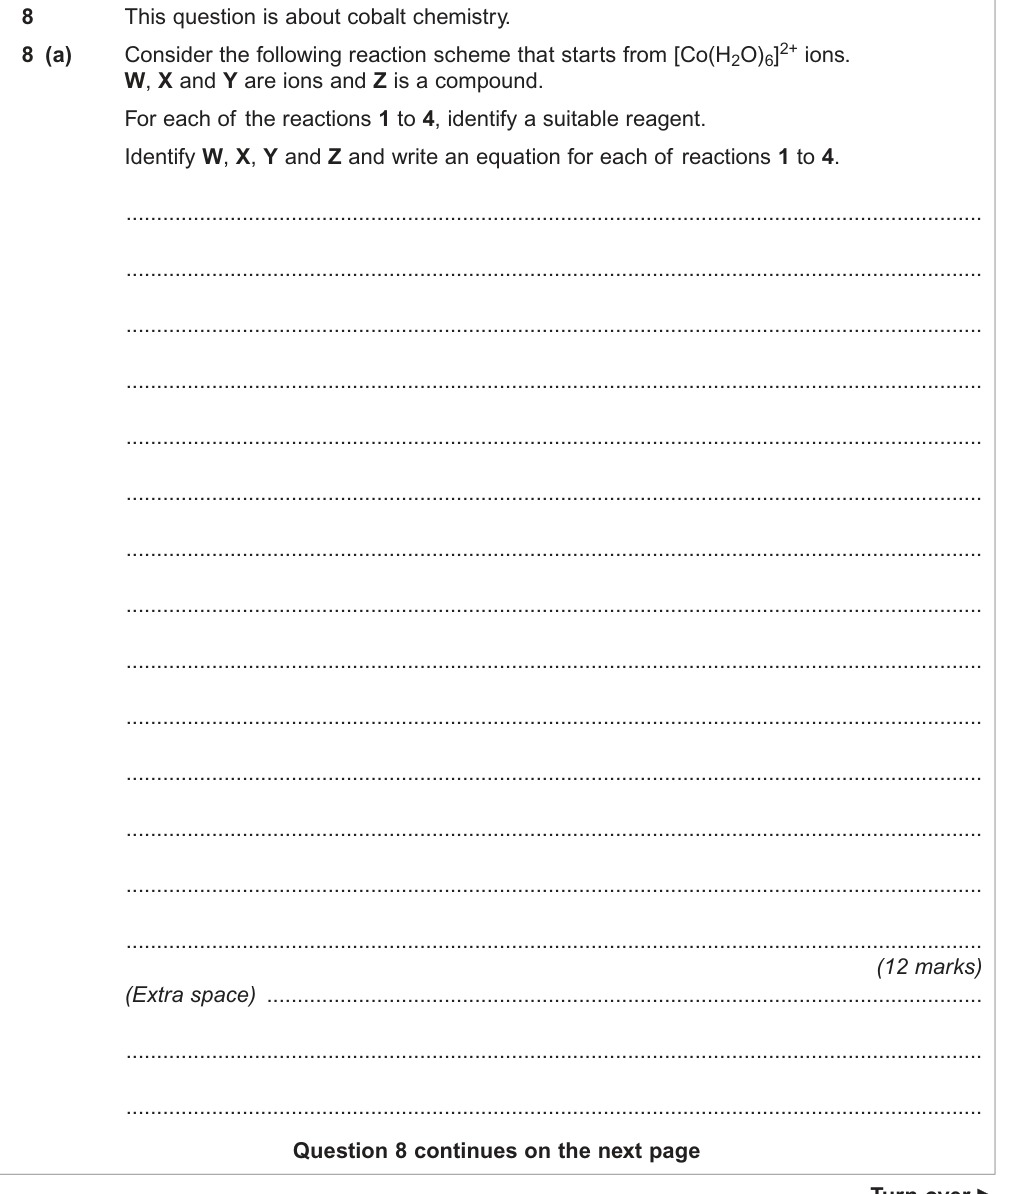 8 This question is about cobalt chemistry.
8 (a) Consider the following reaction scheme that starts from [Co(H₂O)₆]²⁺ ions.
W, X and Y are ions and Z is a compound.
For each of the reactions 1 to 4, identify a suitable reagent.
Identify W, X, Y and Z and write an equation for each of reactions 1 to 4.
(12 marks)
(Extra space)
Question 8 continues on the next page
Turn over ►